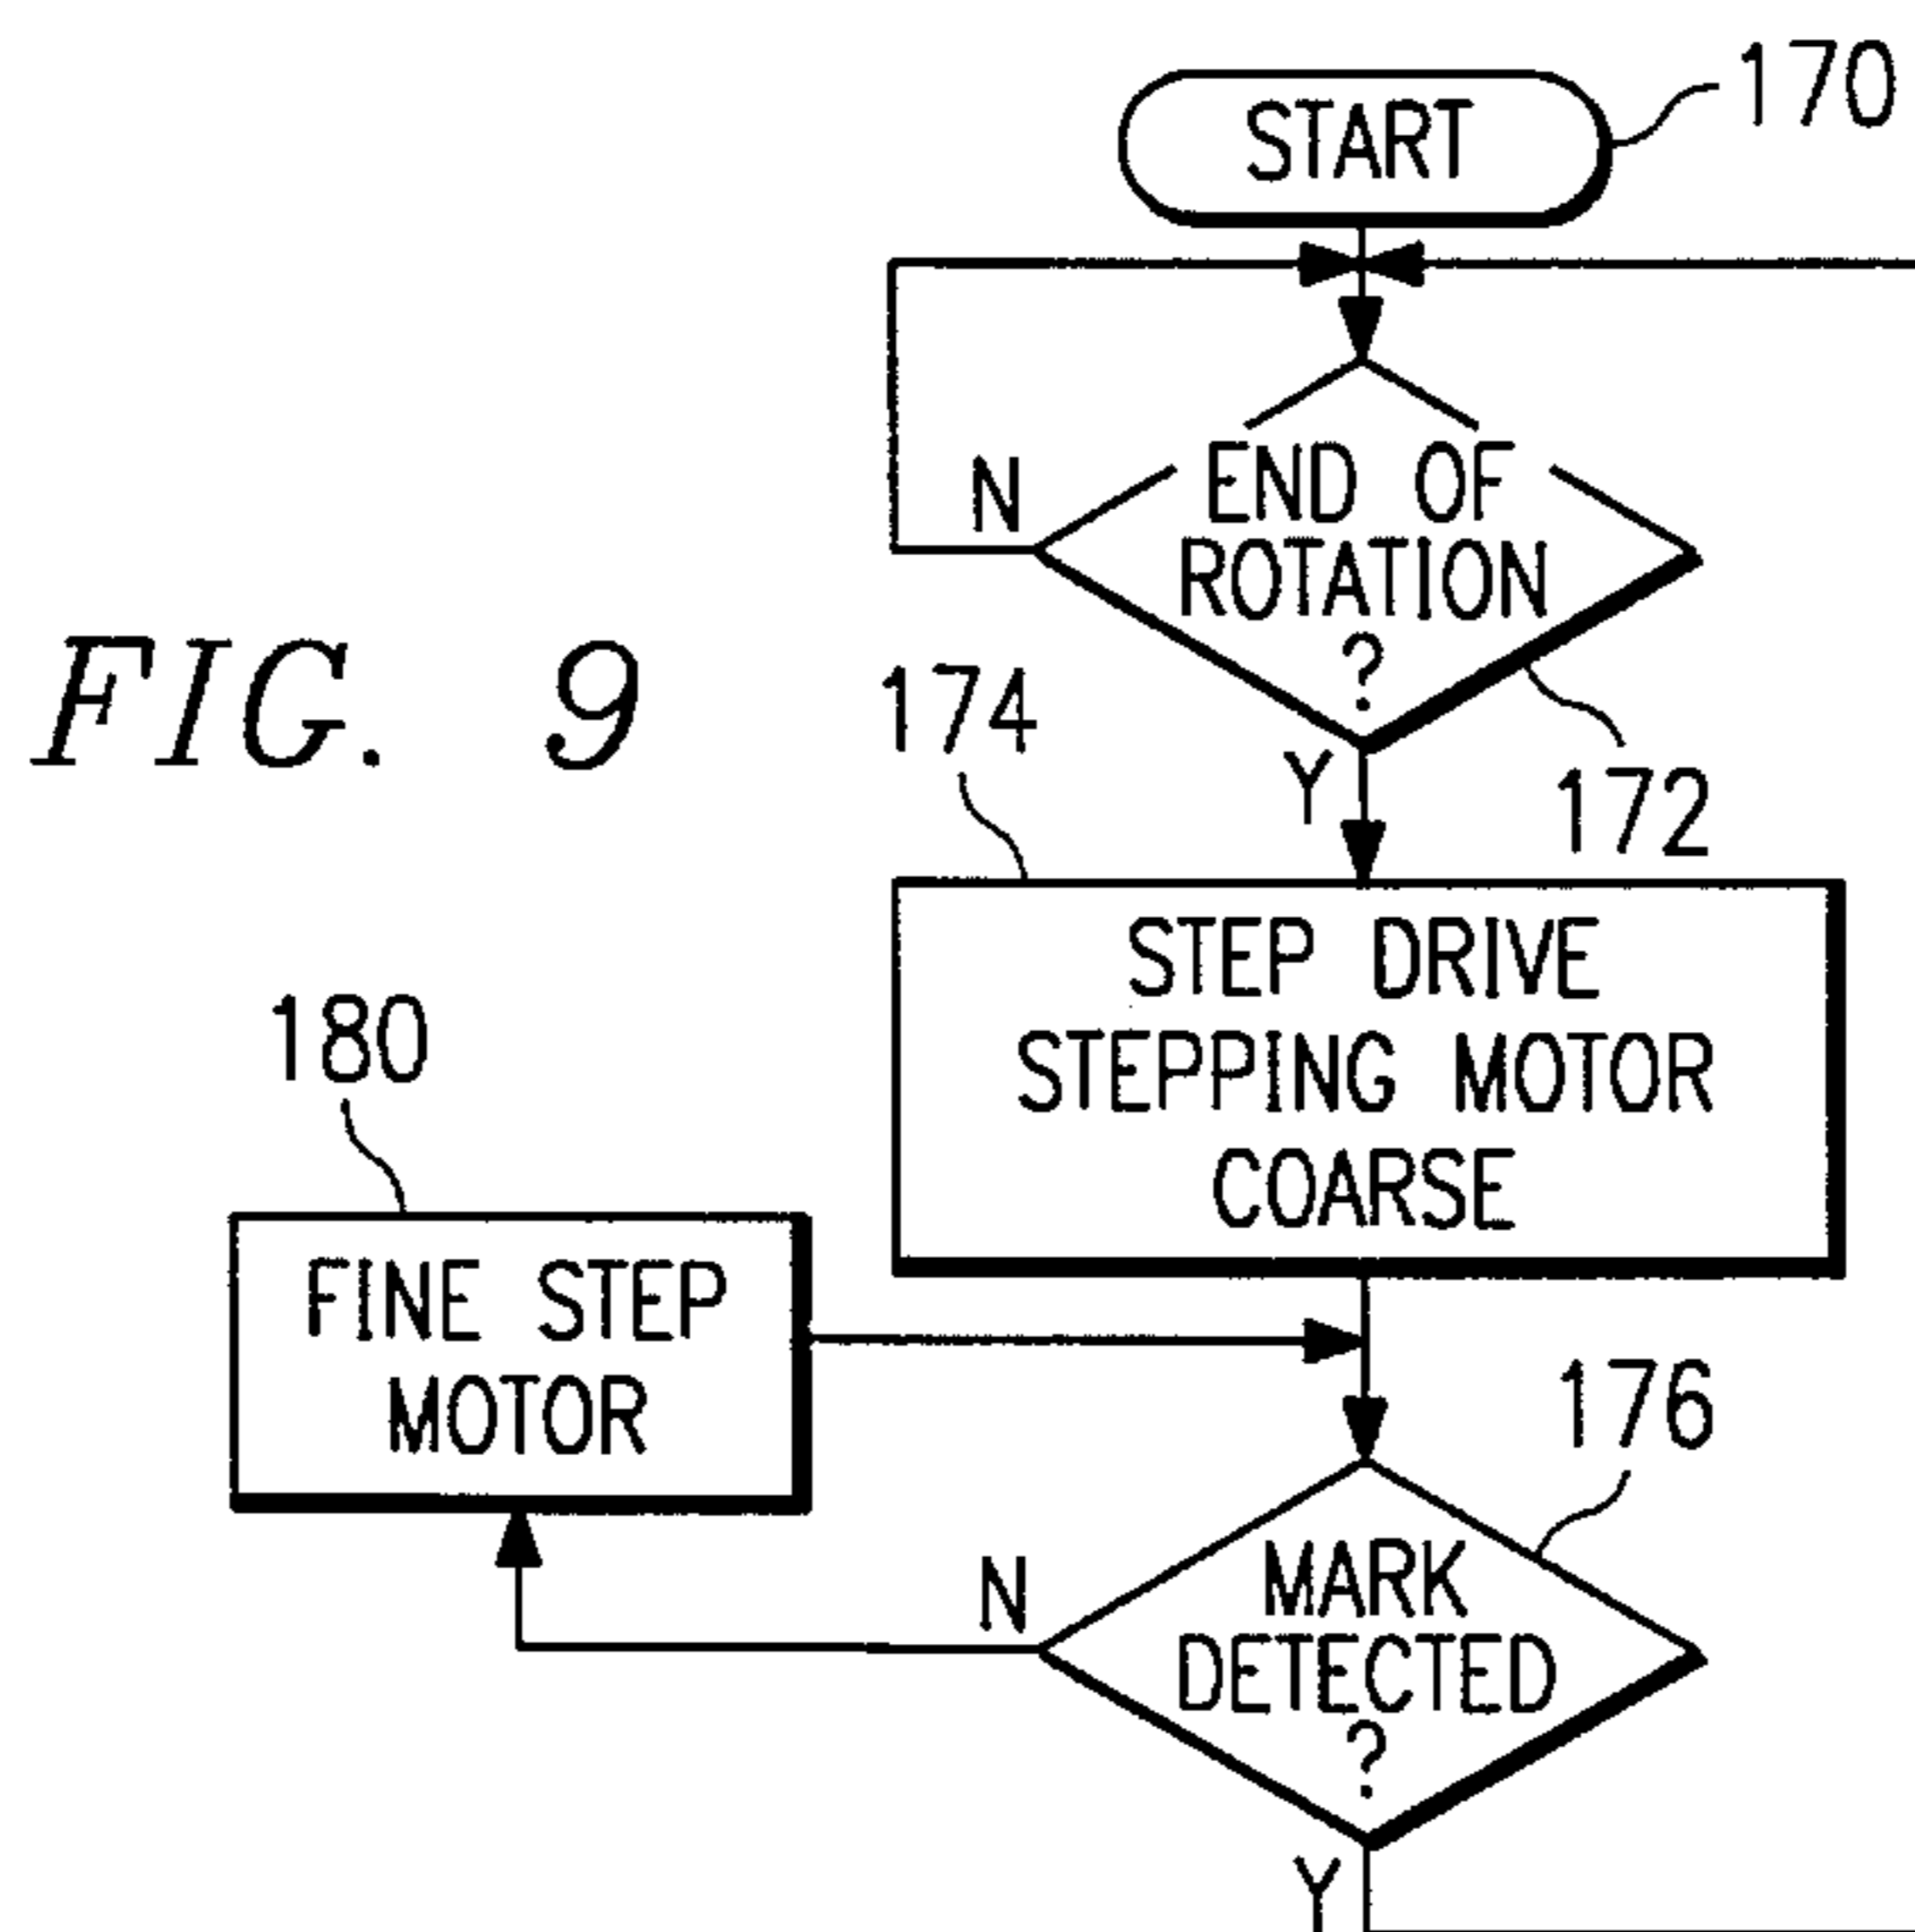 170
START
N
END OF
ROTATION
?
FIG. 9
174
Y
172
STEP DRIVE
STEPPING MOTOR
COARSE
180
FINE STEP
MOTOR
176
N
MARK
DETECTED
?
Y